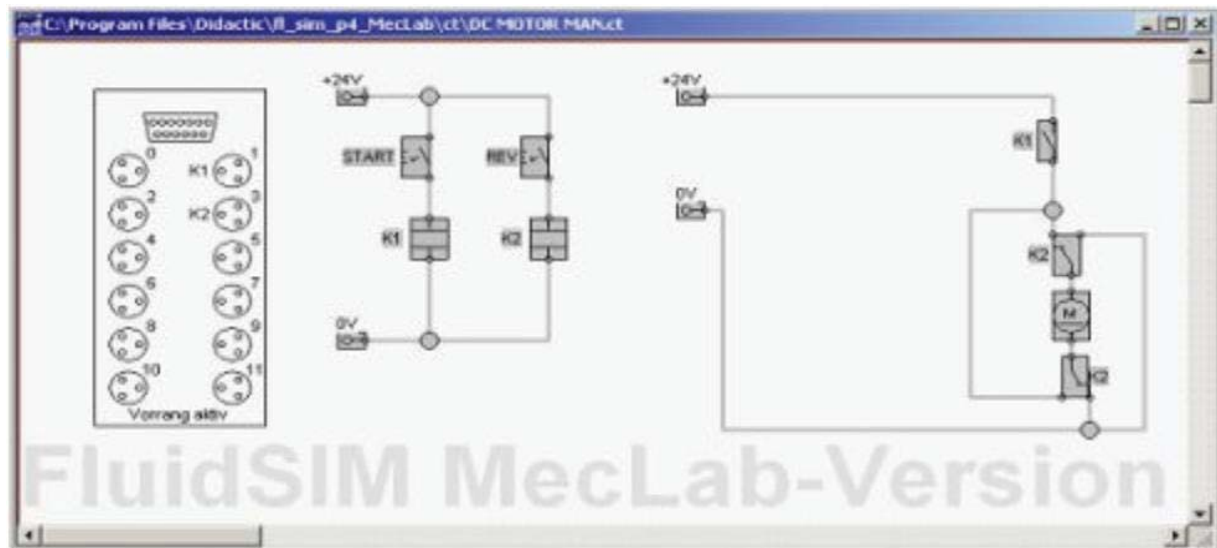 C:\Program Files\Didactic\fl_sim_p4_MecLab\ct\DC MOTOR MAN.ct
0
K1 1
2
K2 3
4
5
6
7
8
9
10
11
Vorrang aktiv
+24V
START
REV
K1
K2
0V
+24V
K1
0V
K2
M
K2
FluidSIM MecLab-Version